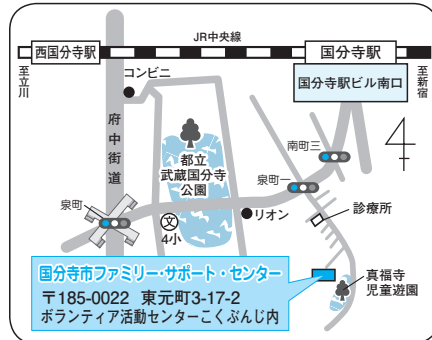 JR中央線
西国分寺駅
国分寺駅
国分寺駅ビル南口
至立川
至新宿
コンビニ
府中街道
南町三
都立
武蔵国分寺
公園
泉町一
泉町
文
4小
リオン
診療所
国分寺市ファミリー・サポート・センター
〒185-0022 東元町3-17-2
ボランティア活動センターこくぶんじ内
真福寺
児童遊園